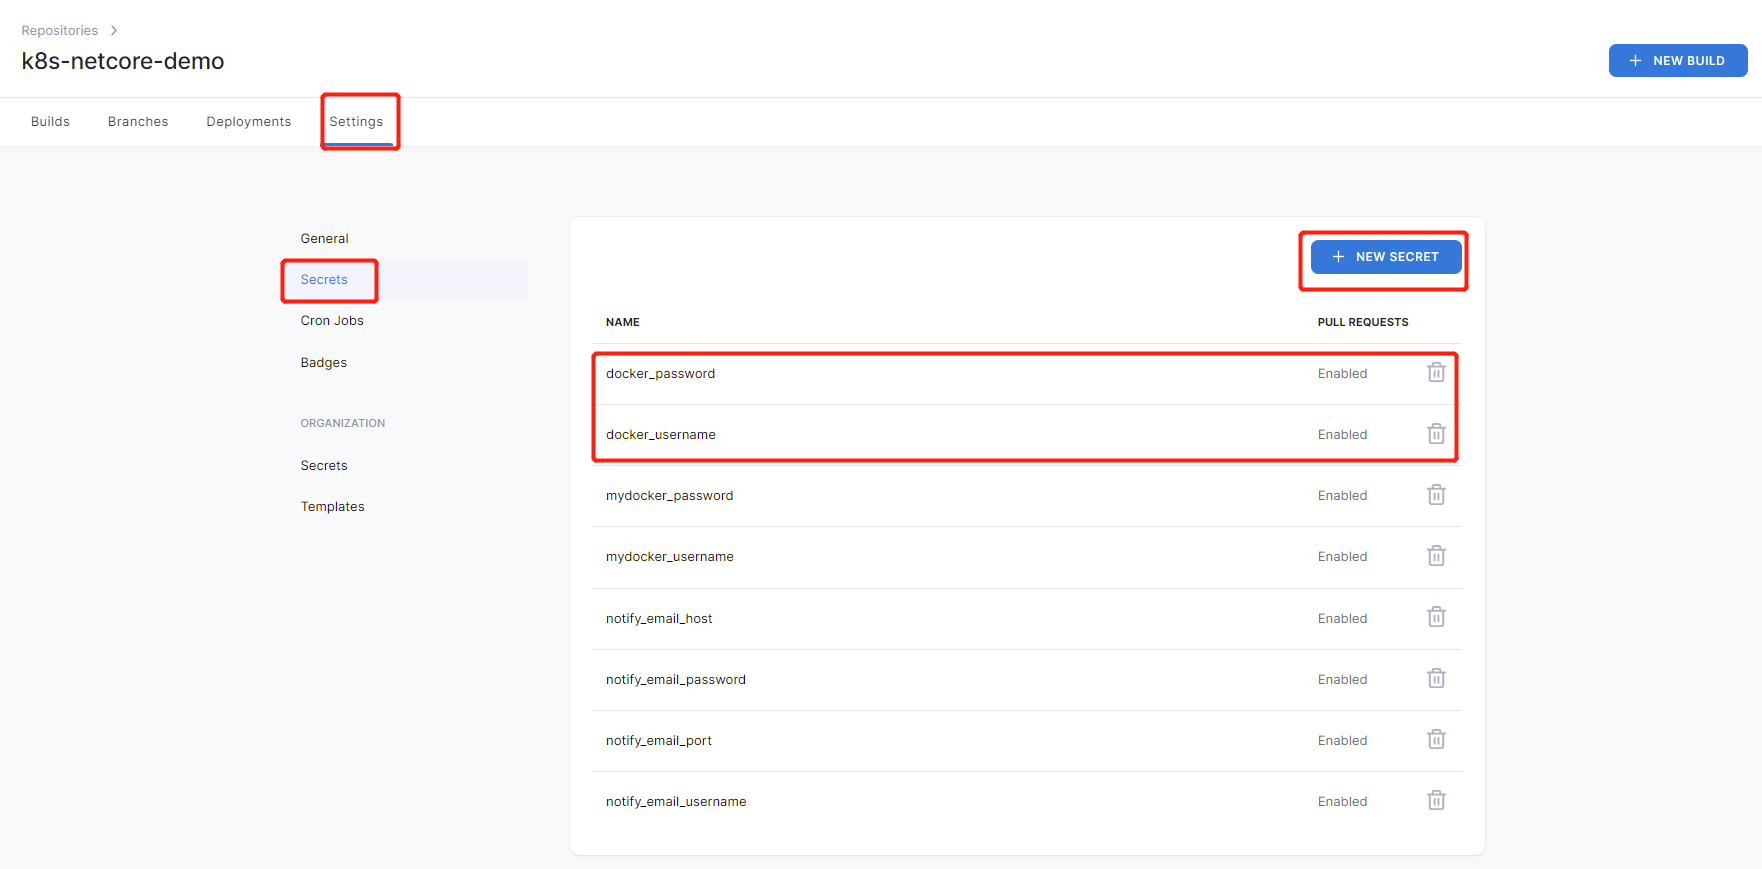 Repositories
k8s-netcore-demo
NEW BUILD
Builds Branches Deployments Settings
General
Secrets
Cron Jobs
Badges
ORGANIZATION
Secrets
Templates
NEW SECRET
NAME PULL REQUESTS
docker_password Enabled
docker_username Enabled
mydocker_password Enabled
mydocker_username Enabled
notify_email_host Enabled
notify_email_password Enabled
notify_email_port Enabled
notify_email_username Enabled